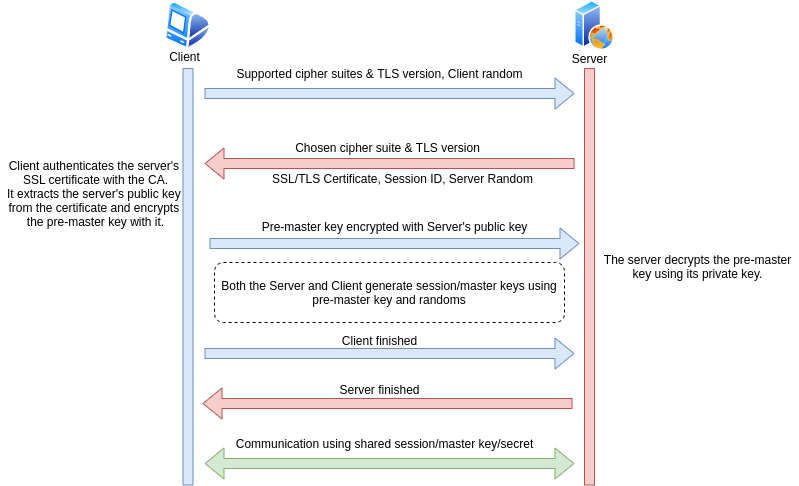 Client
Server
Supported cipher suites & TLS version, Client random
Chosen cipher suite & TLS version
SSL/TLS Certificate, Session ID, Server Random
Client authenticates the server's
SSL certificate with the CA.
It extracts the server's public key
from the certificate and encrypts
the pre-master key with it.
Pre-master key encrypted with Server's public key
The server decrypts the pre-master
key using its private key.
Both the Server and Client generate session/master keys using
pre-master key and randoms
Client finished
Server finished
Communication using shared session/master key/secret